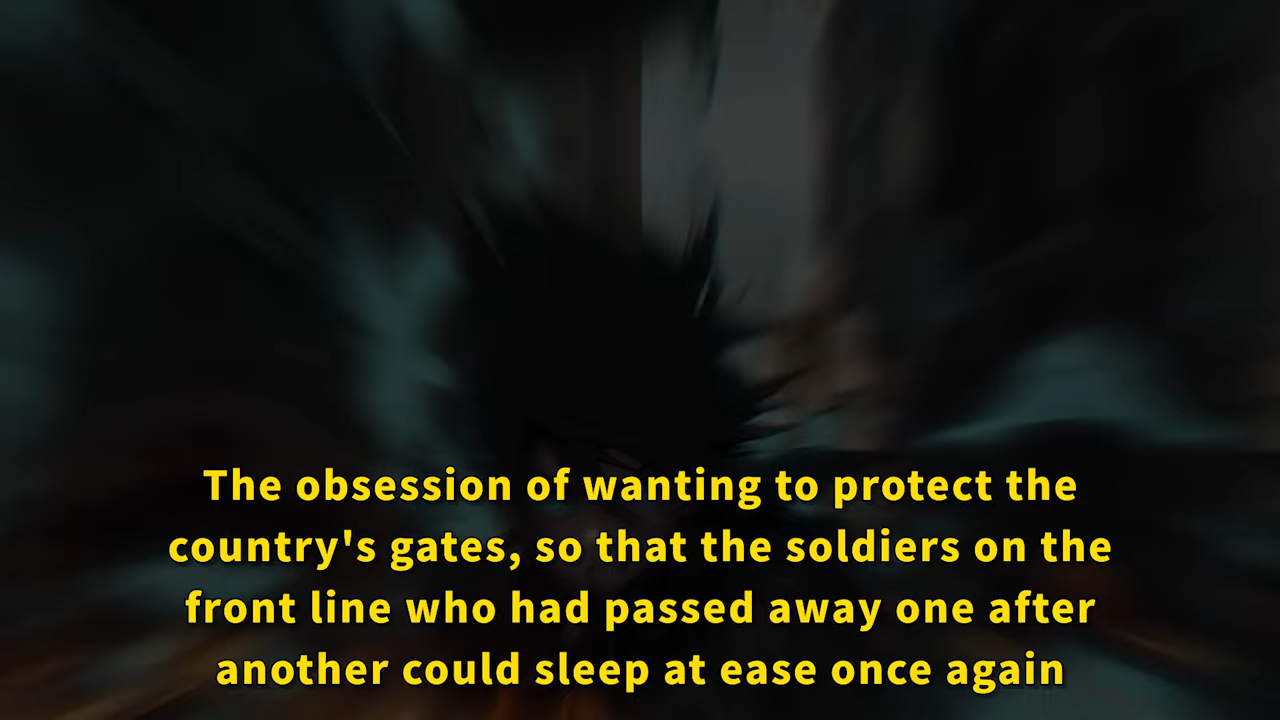 The obsession of wanting to protect the
country's gates, so that the soldiers on the
front line who had passed away one after
another could sleep at ease once again